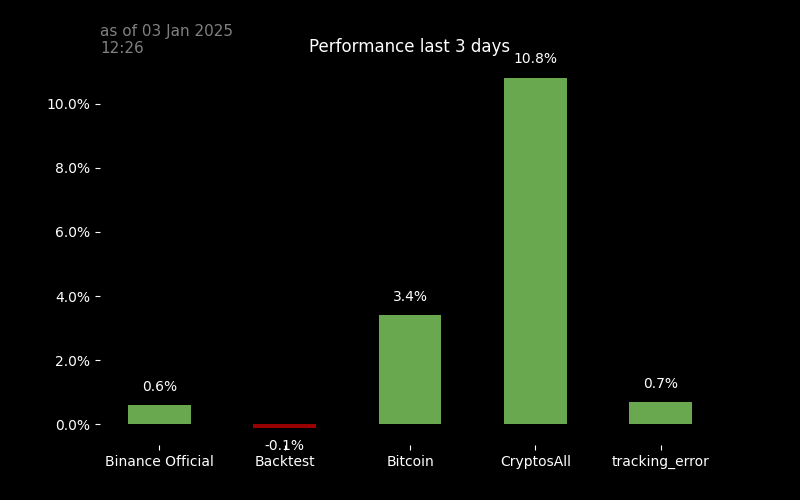 as of 03 Jan 2025
12:26
Performance last 3 days
10.8%
10.0%
8.0%
6.0%
4.0%
2.0%
0.0%
0.6%
-0.1%
3.4%
0.7%
Binance Official
Backtest
Bitcoin
CryptosAll
tracking_error